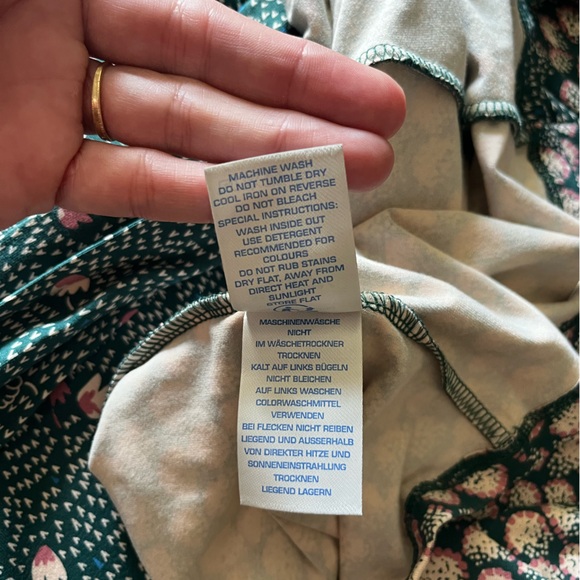 MACHINE WASH
DO NOT TUMBLE DRY
COOL IRON ON REVERSE
DO NOT BLEACH
SPECIAL INSTRUCTIONS:
WASH INSIDE OUT
USE DETERGENT
RECOMMENDED FOR
COLOURS
DO NOT RUB STAINS
DRY FLAT, AWAY FROM
DIRECT HEAT AND
SUNLIGHT
STORE FLAT
MASCHINENWÄSCHE
NICHT
IM WÄSCHETROCKNER
TROCKNEN
KALT AUF LINKS BÜGELN
NICHT BLEICHEN
AUF LINKS WASCHEN
COLORWASCHMITTEL
VERWENDEN
BEI FLECKEN NICHT REIBEN
LIEGEND UND AUSSERHALB
VON DIREKTER HITZE UND
SONNENEINSTRAHLUNG
TROCKNEN
LIEGEND LAGERN